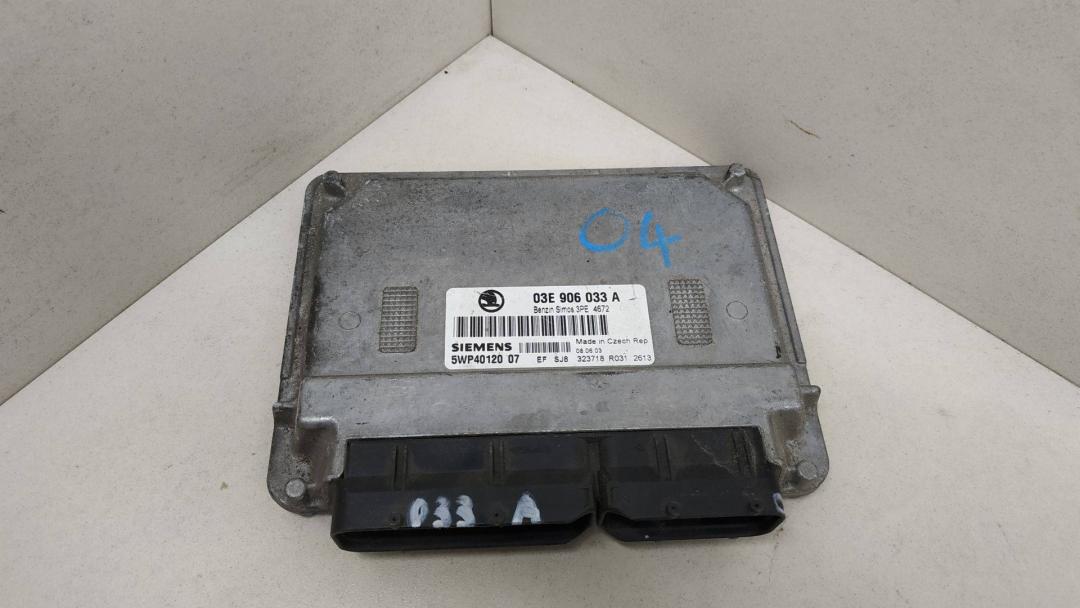 04
03E 906 033 A
Benzin Simos 3PE 4672
SIEMENS
Made in Czech Rep
08.06.03
5WP40120 07 EF SJ8 323718 R031 2613
033 A